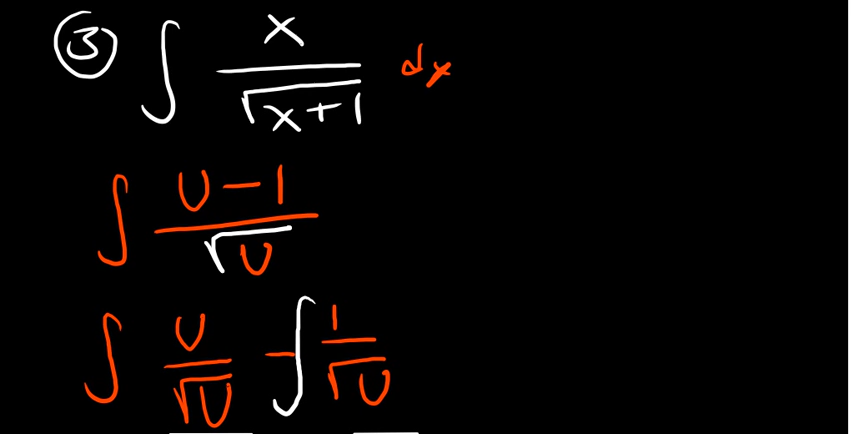 ③ ∫ x/√(x+1) dx
∫ (U-1)/√U
∫ U/√U - ∫ 1/√U